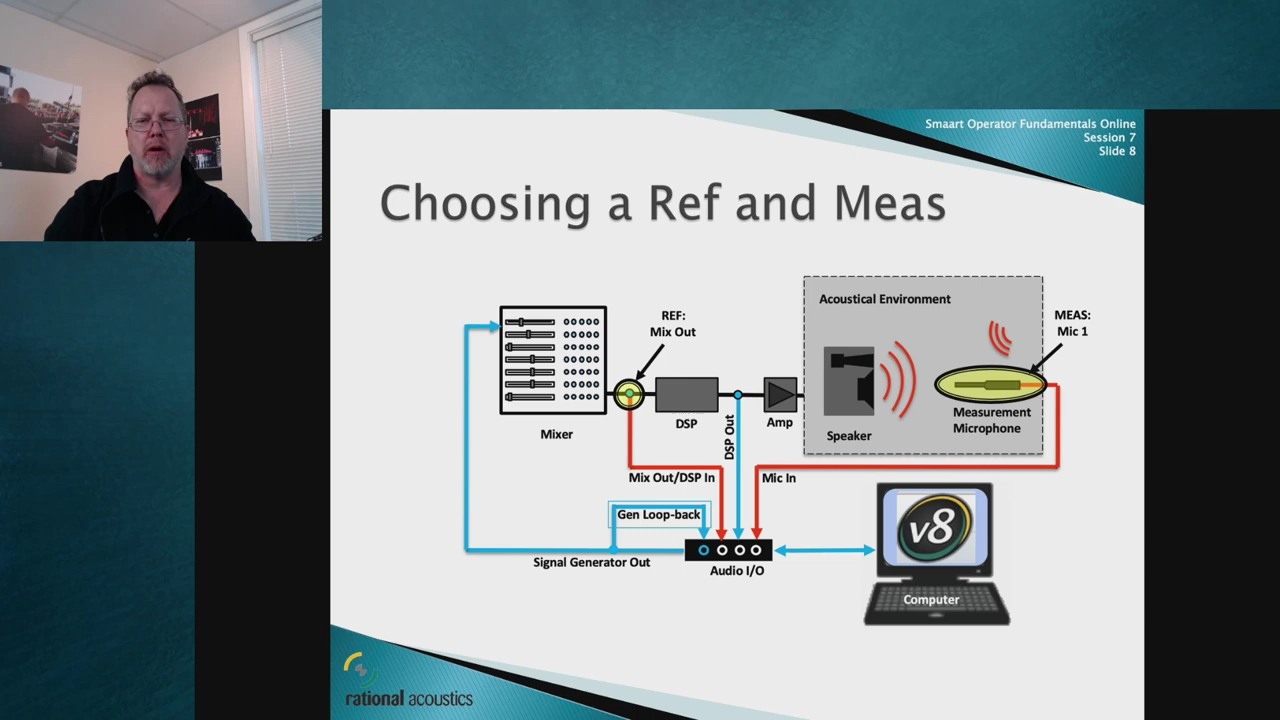 Smaart Operator Fundamentals Online
Session 7
Slide 8
Choosing a Ref and Meas
Acoustical Environment
REF:
Mix Out
MEAS:
Mic 1
Mixer
DSP
DSP Out
Amp
Speaker
Measurement
Microphone
Mix Out/DSP In
Mic In
Gen Loop-back
Signal Generator Out
Audio I/O
v8
Computer
rational acoustics